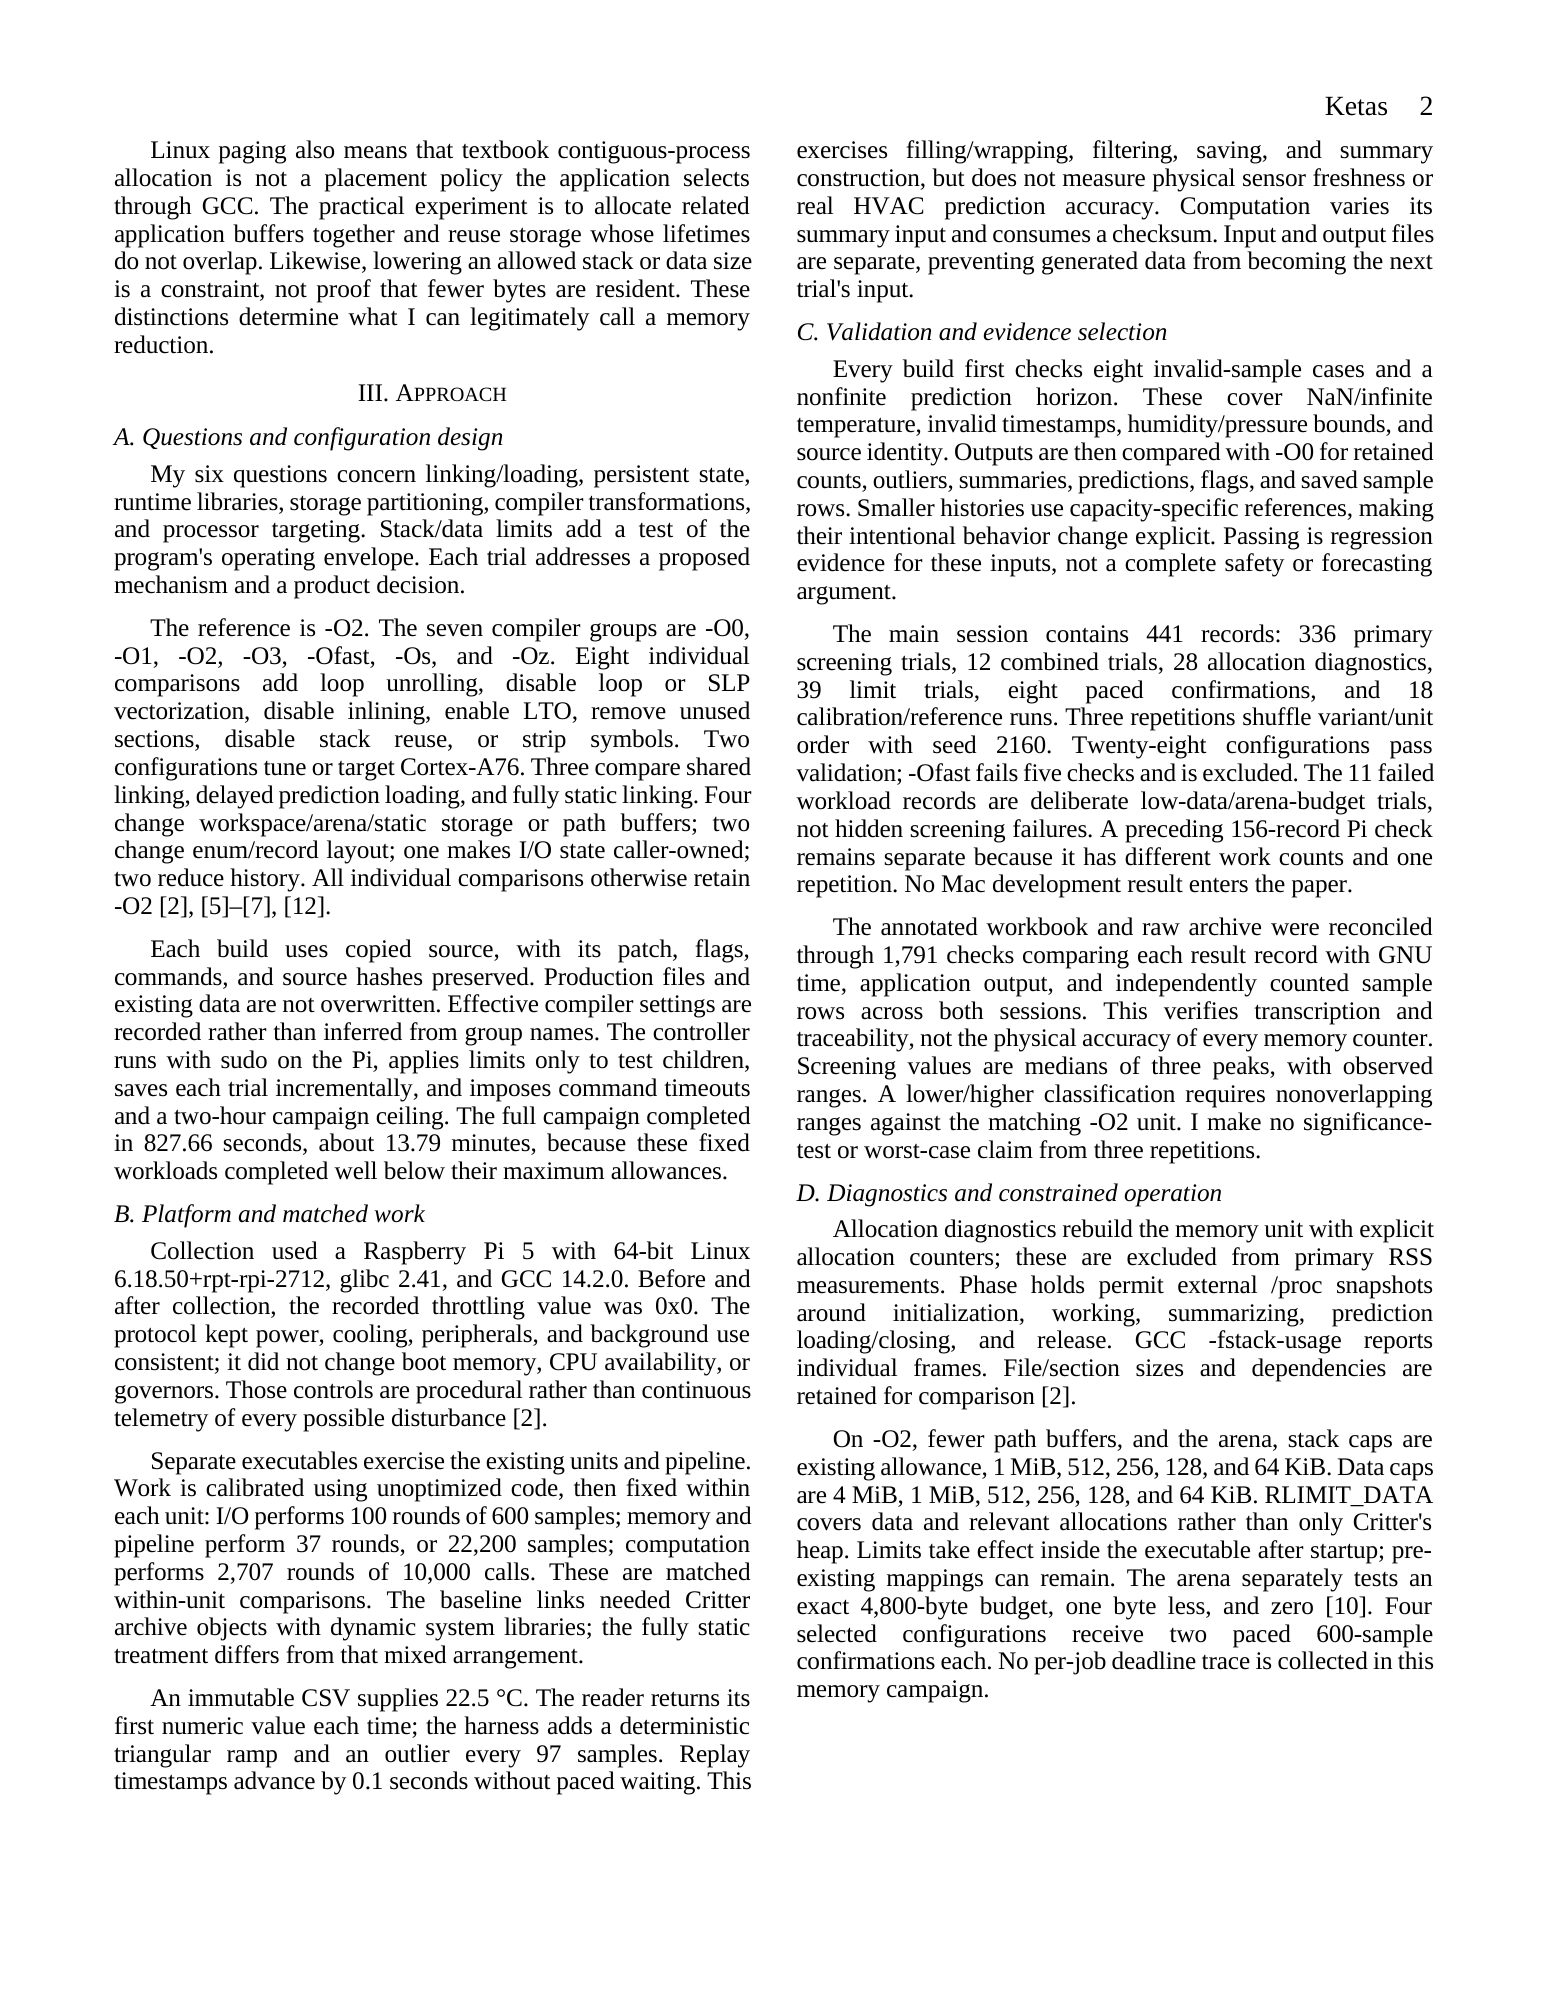 Ketas 2
Linux paging also means that textbook contiguous-process
allocation is not a placement policy the application selects
through GCC. The practical experiment is to allocate related
application buffers together and reuse storage whose lifetimes
do not overlap. Likewise, lowering an allowed stack or data size
is a constraint, not proof that fewer bytes are resident. These
distinctions determine what I can legitimately call a memory
reduction.
III. APPROACH
A. Questions and configuration design
My six questions concern linking/loading, persistent state,
runtime libraries, storage partitioning, compiler transformations,
and processor targeting. Stack/data limits add a test of the
program's operating envelope. Each trial addresses a proposed
mechanism and a product decision.
The reference is -O2. The seven compiler groups are -O0,
-O1, -O2, -O3, -Ofast, -Os, and -Oz. Eight individual
comparisons add loop unrolling, disable loop or SLP
vectorization, disable inlining, enable LTO, remove unused
sections, disable stack reuse, or strip symbols. Two
configurations tune or target Cortex-A76. Three compare shared
linking, delayed prediction loading, and fully static linking. Four
change workspace/arena/static storage or path buffers; two
change enum/record layout; one makes I/O state caller-owned;
two reduce history. All individual comparisons otherwise retain
-O2 [2], [5]–[7], [12].
Each build uses copied source, with its patch, flags,
commands, and source hashes preserved. Production files and
existing data are not overwritten. Effective compiler settings are
recorded rather than inferred from group names. The controller
runs with sudo on the Pi, applies limits only to test children,
saves each trial incrementally, and imposes command timeouts
and a two-hour campaign ceiling. The full campaign completed
in 827.66 seconds, about 13.79 minutes, because these fixed
workloads completed well below their maximum allowances.
B. Platform and matched work
Collection used a Raspberry Pi 5 with 64-bit Linux
6.18.50+rpt-rpi-2712, glibc 2.41, and GCC 14.2.0. Before and
after collection, the recorded throttling value was 0x0. The
protocol kept power, cooling, peripherals, and background use
consistent; it did not change boot memory, CPU availability, or
governors. Those controls are procedural rather than continuous
telemetry of every possible disturbance [2].
Separate executables exercise the existing units and pipeline.
Work is calibrated using unoptimized code, then fixed within
each unit: I/O performs 100 rounds of 600 samples; memory and
pipeline perform 37 rounds, or 22,200 samples; computation
performs 2,707 rounds of 10,000 calls. These are matched
within-unit comparisons. The baseline links needed Critter
archive objects with dynamic system libraries; the fully static
treatment differs from that mixed arrangement.
An immutable CSV supplies 22.5 °C. The reader returns its
first numeric value each time; the harness adds a deterministic
triangular ramp and an outlier every 97 samples. Replay
timestamps advance by 0.1 seconds without paced waiting. This
exercises filling/wrapping, filtering, saving, and summary
construction, but does not measure physical sensor freshness or
real HVAC prediction accuracy. Computation varies its
summary input and consumes a checksum. Input and output files
are separate, preventing generated data from becoming the next
trial's input.
C. Validation and evidence selection
Every build first checks eight invalid-sample cases and a
nonfinite prediction horizon. These cover NaN/infinite
temperature, invalid timestamps, humidity/pressure bounds, and
source identity. Outputs are then compared with -O0 for retained
counts, outliers, summaries, predictions, flags, and saved sample
rows. Smaller histories use capacity-specific references, making
their intentional behavior change explicit. Passing is regression
evidence for these inputs, not a complete safety or forecasting
argument.
The main session contains 441 records: 336 primary
screening trials, 12 combined trials, 28 allocation diagnostics,
39 limit trials, eight paced confirmations, and 18
calibration/reference runs. Three repetitions shuffle variant/unit
order with seed 2160. Twenty-eight configurations pass
validation; -Ofast fails five checks and is excluded. The 11 failed
workload records are deliberate low-data/arena-budget trials,
not hidden screening failures. A preceding 156-record Pi check
remains separate because it has different work counts and one
repetition. No Mac development result enters the paper.
The annotated workbook and raw archive were reconciled
through 1,791 checks comparing each result record with GNU
time, application output, and independently counted sample
rows across both sessions. This verifies transcription and
traceability, not the physical accuracy of every memory counter.
Screening values are medians of three peaks, with observed
ranges. A lower/higher classification requires nonoverlapping
ranges against the matching -O2 unit. I make no significance-
test or worst-case claim from three repetitions.
D. Diagnostics and constrained operation
Allocation diagnostics rebuild the memory unit with explicit
allocation counters; these are excluded from primary RSS
measurements. Phase holds permit external /proc snapshots
around initialization, working, summarizing, prediction
loading/closing, and release. GCC -fstack-usage reports
individual frames. File/section sizes and dependencies are
retained for comparison [2].
On -O2, fewer path buffers, and the arena, stack caps are
existing allowance, 1 MiB, 512, 256, 128, and 64 KiB. Data caps
are 4 MiB, 1 MiB, 512, 256, 128, and 64 KiB. RLIMIT_DATA
covers data and relevant allocations rather than only Critter's
heap. Limits take effect inside the executable after startup; pre-
existing mappings can remain. The arena separately tests an
exact 4,800-byte budget, one byte less, and zero [10]. Four
selected configurations receive two paced 600-sample
confirmations each. No per-job deadline trace is collected in this
memory campaign.